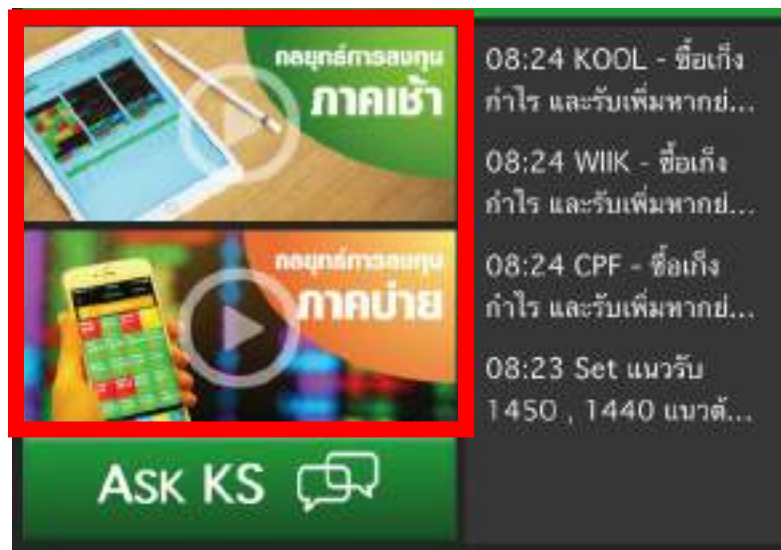 กลยุทธ์การลงทุน
ภาคเช้า
กลยุทธ์การลงทุน
ภาคบ่าย
ASK KS
08:24 KOOL - ซื้อเก็ง
กำไร และรับเพิ่มหากย่...
08:24 WIIK - ซื้อเก็ง
กำไร และรับเพิ่มหากย่...
08:24 CPF - ซื้อเก็ง
กำไร และรับเพิ่มหากย่...
08:23 Set แนวรับ
1450 , 1440 แนวต้...